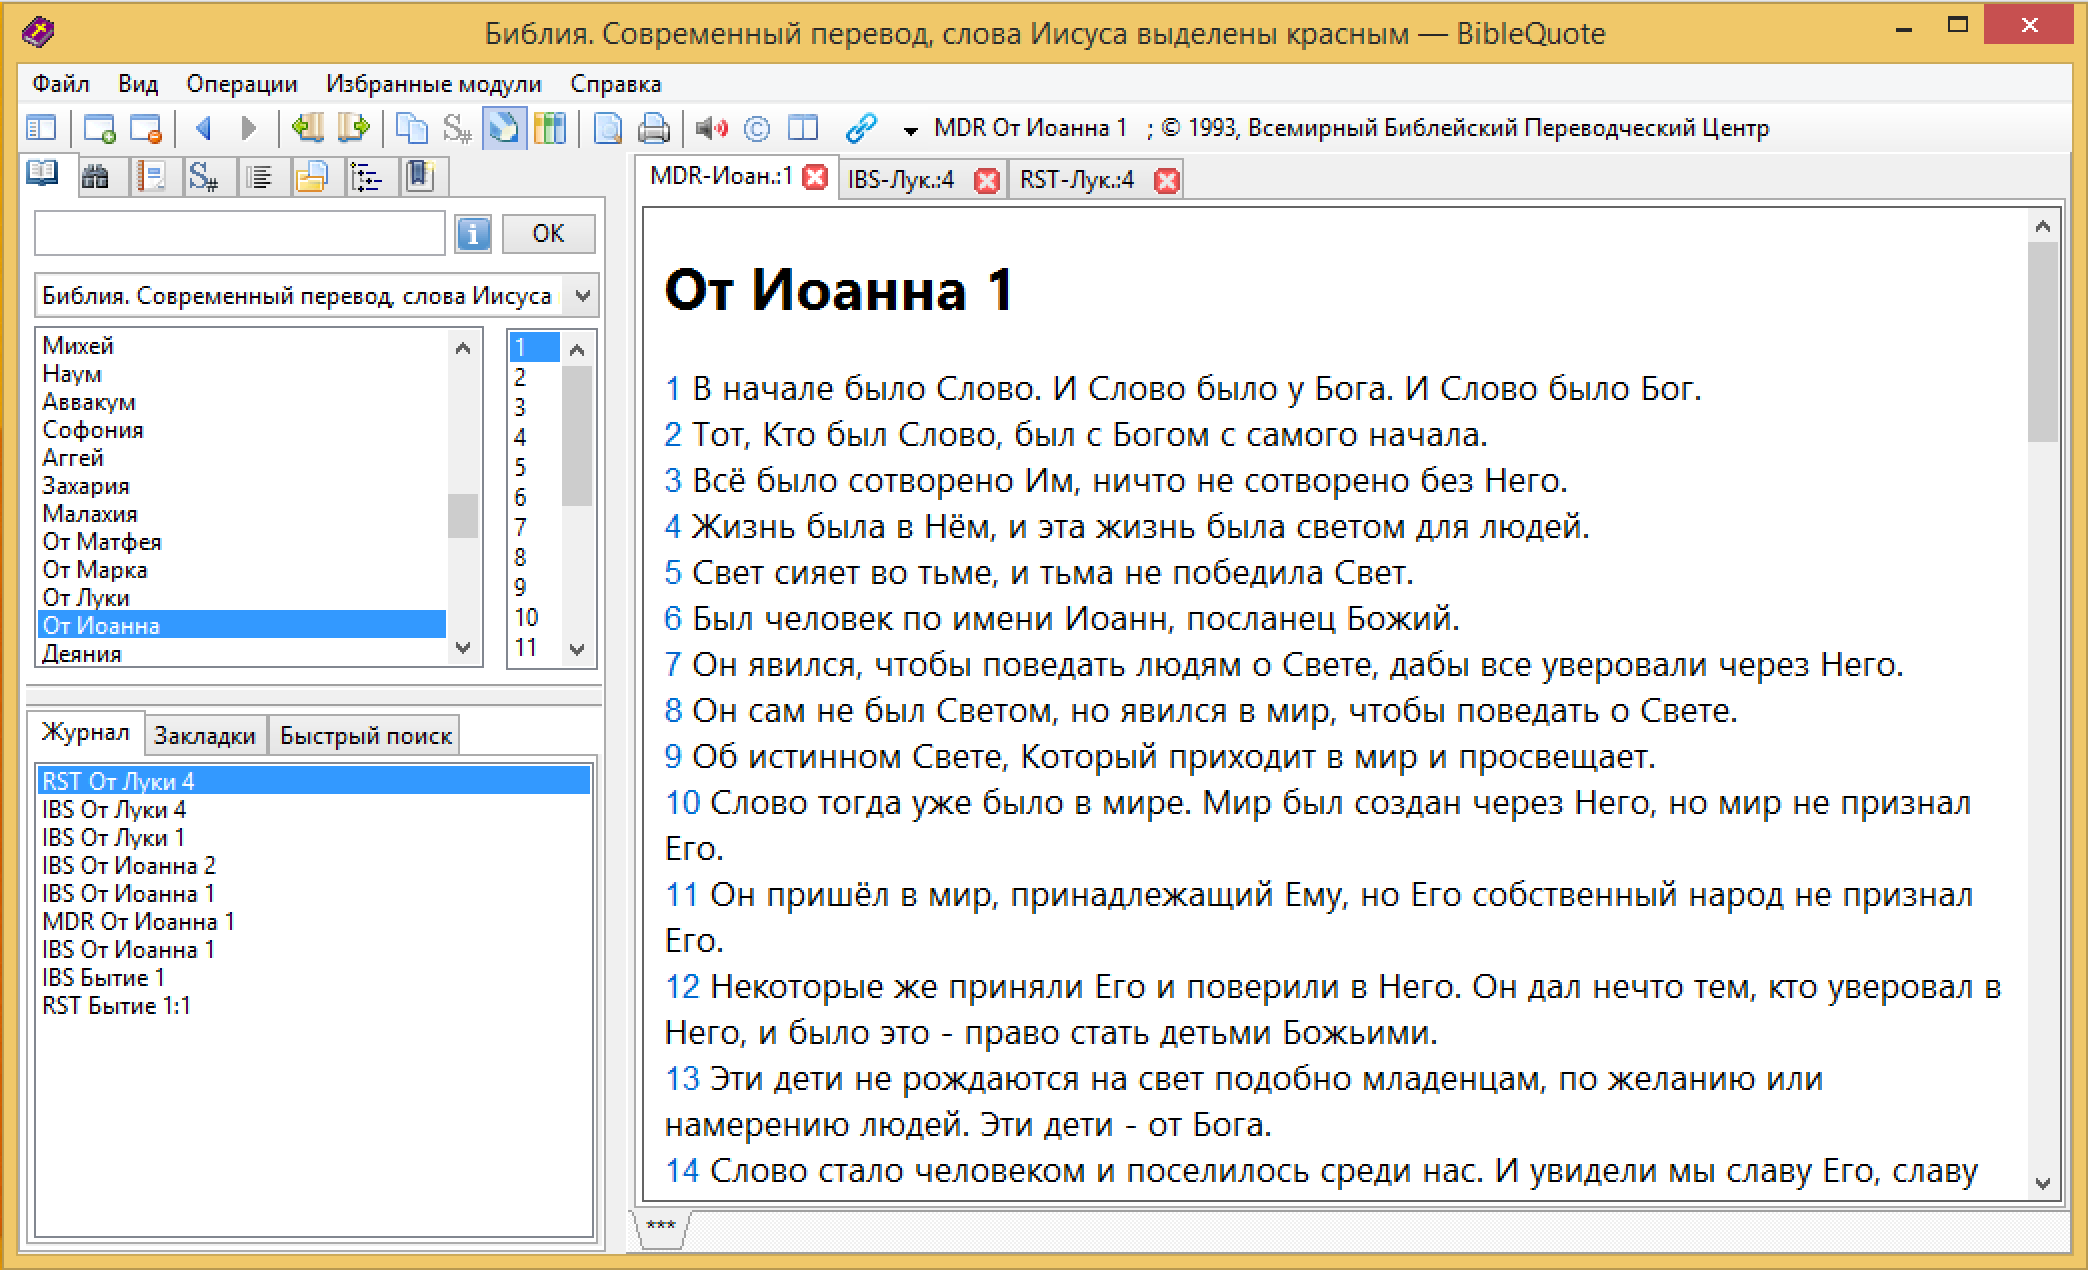 Библия. Современный перевод, слова Иисуса выделены красным — BibleQuote
Файл Вид Операции Избранные модули Справка
MDR От Иоанна 1 ; © 1993, Всемирный Библейский Переводческий Центр
MDR-Иоан.:1 IBS-Лук.:4 RST-Лук.:4
OK
Библия. Современный перевод, слова Иисуса
Михей
Наум
Аввакум
Софония
Аггей
Захария
Малахия
От Матфея
От Марка
От Луки
От Иоанна
Деяния
1
2
3
4
5
6
7
8
9
10
11
Журнал Закладки Быстрый поиск
RST От Луки 4
IBS От Луки 4
IBS От Луки 1
IBS От Иоанна 2
IBS От Иоанна 1
MDR От Иоанна 1
IBS От Иоанна 1
IBS Бытие 1
RST Бытие 1:1
От Иоанна 1
1 В начале было Слово. И Слово было у Бога. И Слово было Бог.
2 Тот, Кто был Слово, был с Богом с самого начала.
3 Всё было сотворено Им, ничто не сотворено без Него.
4 Жизнь была в Нём, и эта жизнь была светом для людей.
5 Свет сияет во тьме, и тьма не победила Свет.
6 Был человек по имени Иоанн, посланец Божий.
7 Он явился, чтобы поведать людям о Свете, дабы все уверовали через Него.
8 Он сам не был Светом, но явился в мир, чтобы поведать о Свете.
9 Об истинном Свете, Который приходит в мир и просвещает.
10 Слово тогда уже было в мире. Мир был создан через Него, но мир не признал
Его.
11 Он пришёл в мир, принадлежащий Ему, но Его собственный народ не признал
Его.
12 Некоторые же приняли Его и поверили в Него. Он дал нечто тем, кто уверовал в
Него, и было это - право стать детьми Божьими.
13 Эти дети не рождаются на свет подобно младенцам, по желанию или
намерению людей. Эти дети - от Бога.
14 Слово стало человеком и поселилось среди нас. И увидели мы славу Его, славу
***